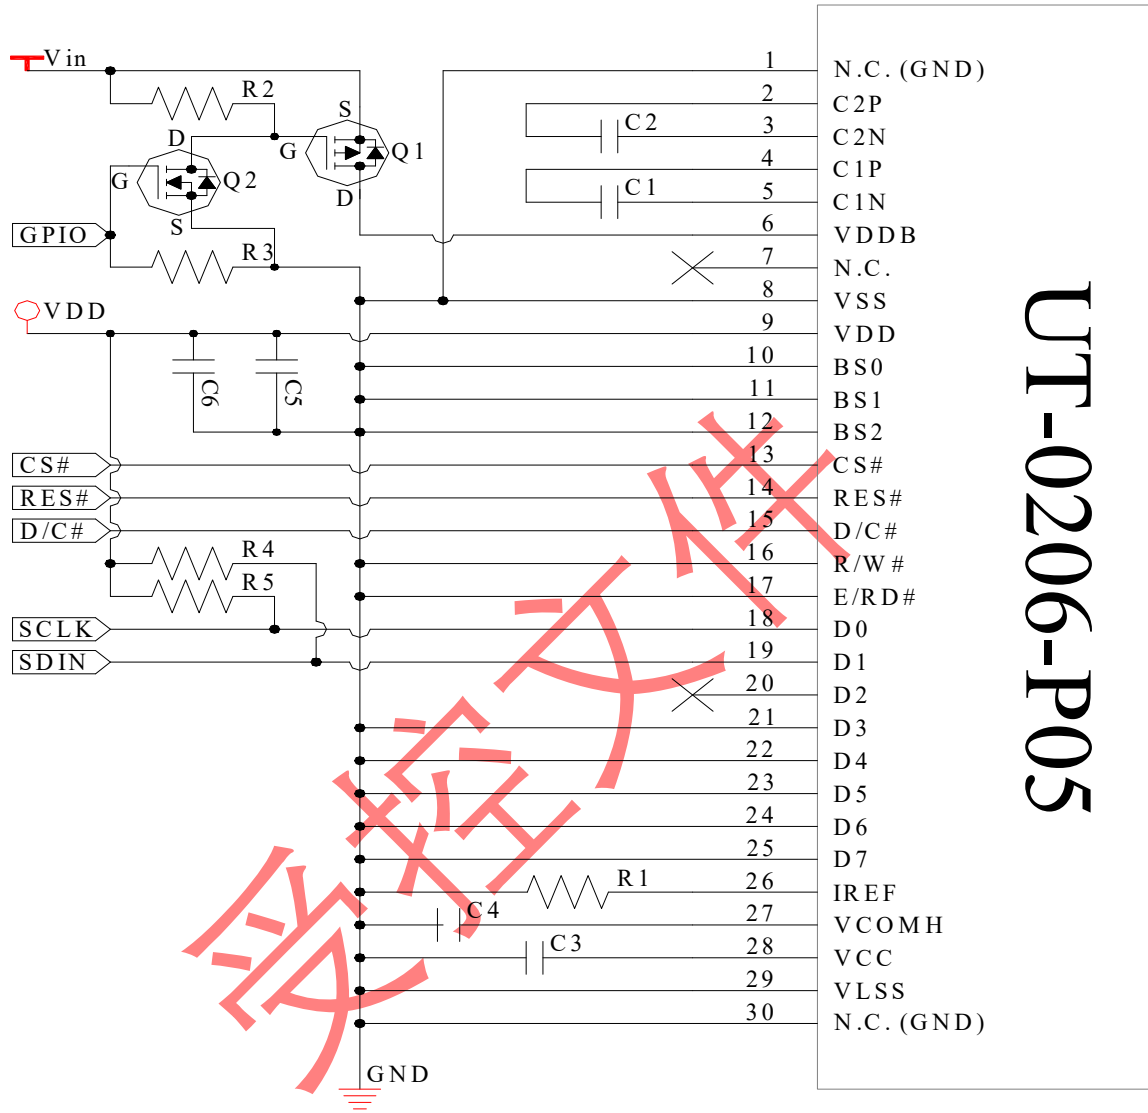 Vin
R2
S
G
Q1
D
D
G
Q2
S
GPIO
R3
VDD
C6
C5
CS#
RES#
D/C#
R4
R5
SCLK
SDIN
C2
C1
R1
C4
C3
GND
1 N.C. (GND)
2 C2P
3 C2N
4 C1P
5 C1N
6 VDDB
7 N.C.
8 VSS
9 VDD
10 BS0
11 BS1
12 BS2
13 CS#
14 RES#
15 D/C#
16 R/W#
17 E/RD#
18 D0
19 D1
20 D2
21 D3
22 D4
23 D5
24 D6
25 D7
26 IREF
27 VCOMH
28 VCC
29 VLSS
30 N.C. (GND)
UT-0206-P05
受控文件